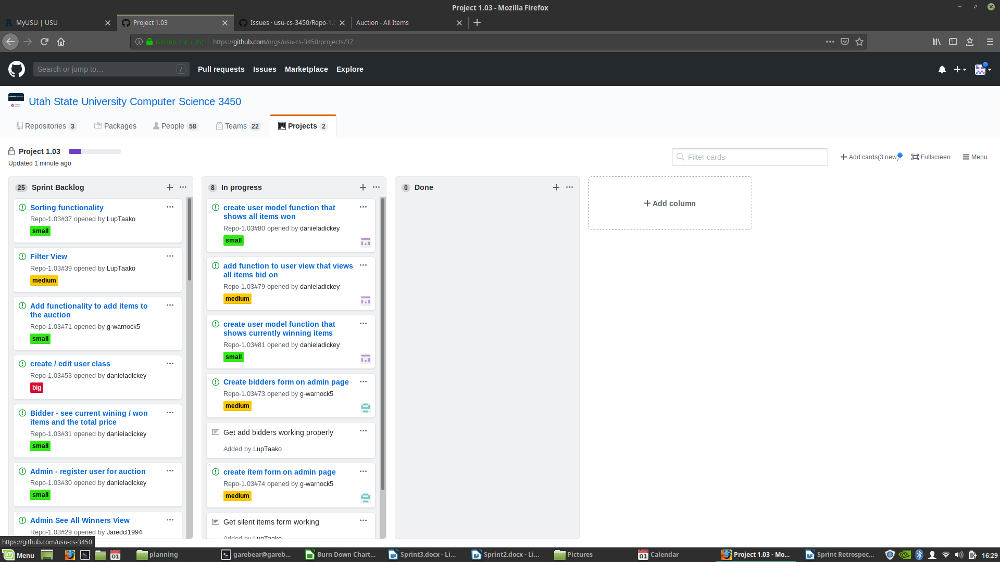 Project 1.03 - Mozilla Firefox
MyUSU | USU
Project 1.03
Issues · usu-cs-3450/Repo-1.0
Auction - All Items
GitHub, Inc. (US)
https://github.com/orgs/usu-cs-3450/projects/37
Search or jump to…
/
Pull requests
Issues
Marketplace
Explore
Utah State University Computer Science 3450
Repositories 3
Packages
People 58
Teams 22
Projects 2
Project 1.03
Updated 1 minute ago
Filter cards
Add cards(3 new)
Fullscreen
Menu
25 Sprint Backlog
Sorting functionality
Repo-1.03#37 opened by LupTaako
small
Filter View
Repo-1.03#39 opened by LupTaako
medium
Add functionality to add items to
the auction
Repo-1.03#71 opened by g-warnock5
small
create / edit user class
Repo-1.03#53 opened by danieladickey
big
Bidder - see current wining / won
items and the total price
Repo-1.03#31 opened by danieladickey
small
Admin - register user for auction
Repo-1.03#30 opened by danieladickey
small
Admin See All Winners View
Repo-1.03#29 opened by Jaredcl1994
8 In progress
create user model function that
shows all items won
Repo-1.03#80 opened by danieladickey
small
add function to user view that views
all items bid on
Repo-1.03#79 opened by danieladickey
medium
create user model function that
shows currently winning items
Repo-1.03#81 opened by danieladickey
small
Create bidders form on admin page
Repo-1.03#73 opened by g-warnock5
medium
Get add bidders working properly
Added by LupTaako
create item form on admin page
Repo-1.03#74 opened by g-warnock5
medium
Get silent items form working
Added by LupTaako
0 Done
Add column
https://github.com/usu-cs-3450
Menu
01
planning
garebear@gareb...
Burn Down Chart...
Sprint3.docx - Li...
Sprint2.docx - Li...
Pictures
01
Calendar
Project 1.03 - Mo...
Sprint Retrospec...
16:29